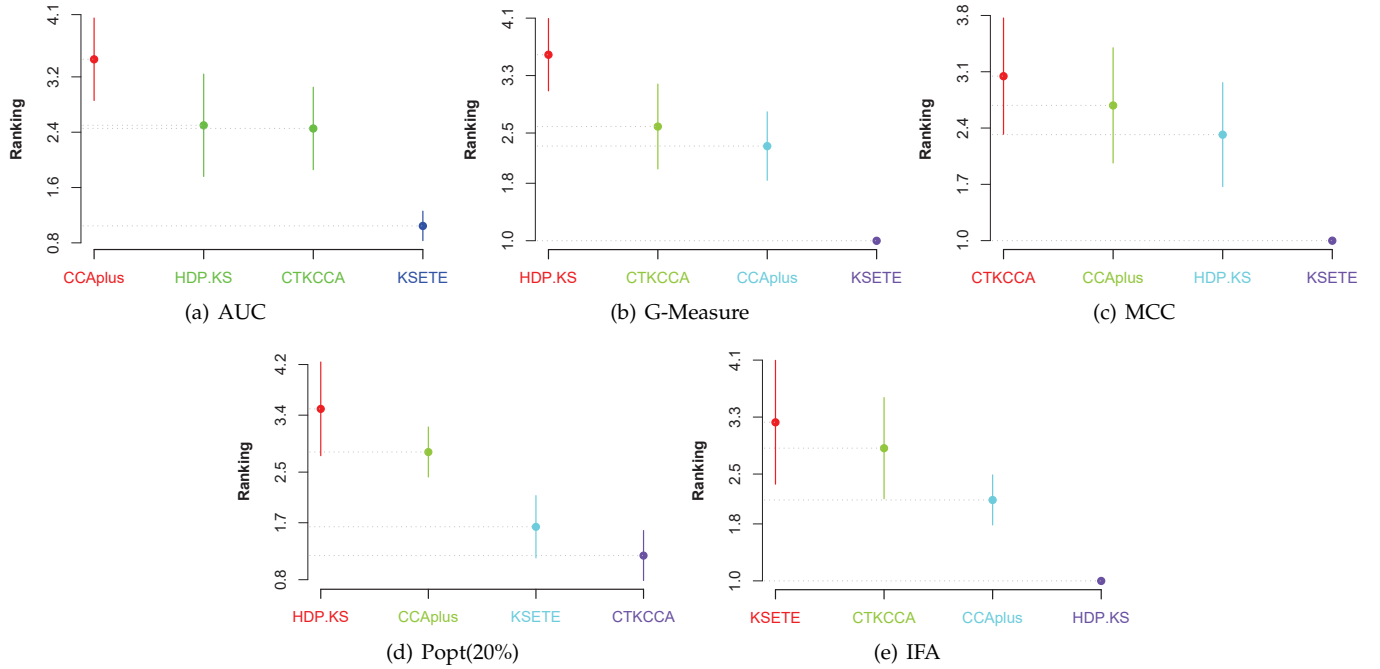 Ranking
4.1
3.2
2.4
1.6
0.8
CCAplus HDP.KS CTKCCA KSETE
(a) AUC
Ranking
4.1
3.3
2.5
1.8
1.0
HDP.KS CTKCCA CCAplus KSETE
(b) G-Measure
Ranking
3.8
3.1
2.4
1.7
1.0
CTKCCA CCAplus HDP.KS KSETE
(c) MCC
Ranking
4.2
3.4
2.5
1.7
0.8
HDP.KS CCAplus KSETE CTKCCA
(d) Popt(20%)
Ranking
4.1
3.3
2.5
1.8
1.0
KSETE CTKCCA CCAplus HDP.KS
(e) IFA